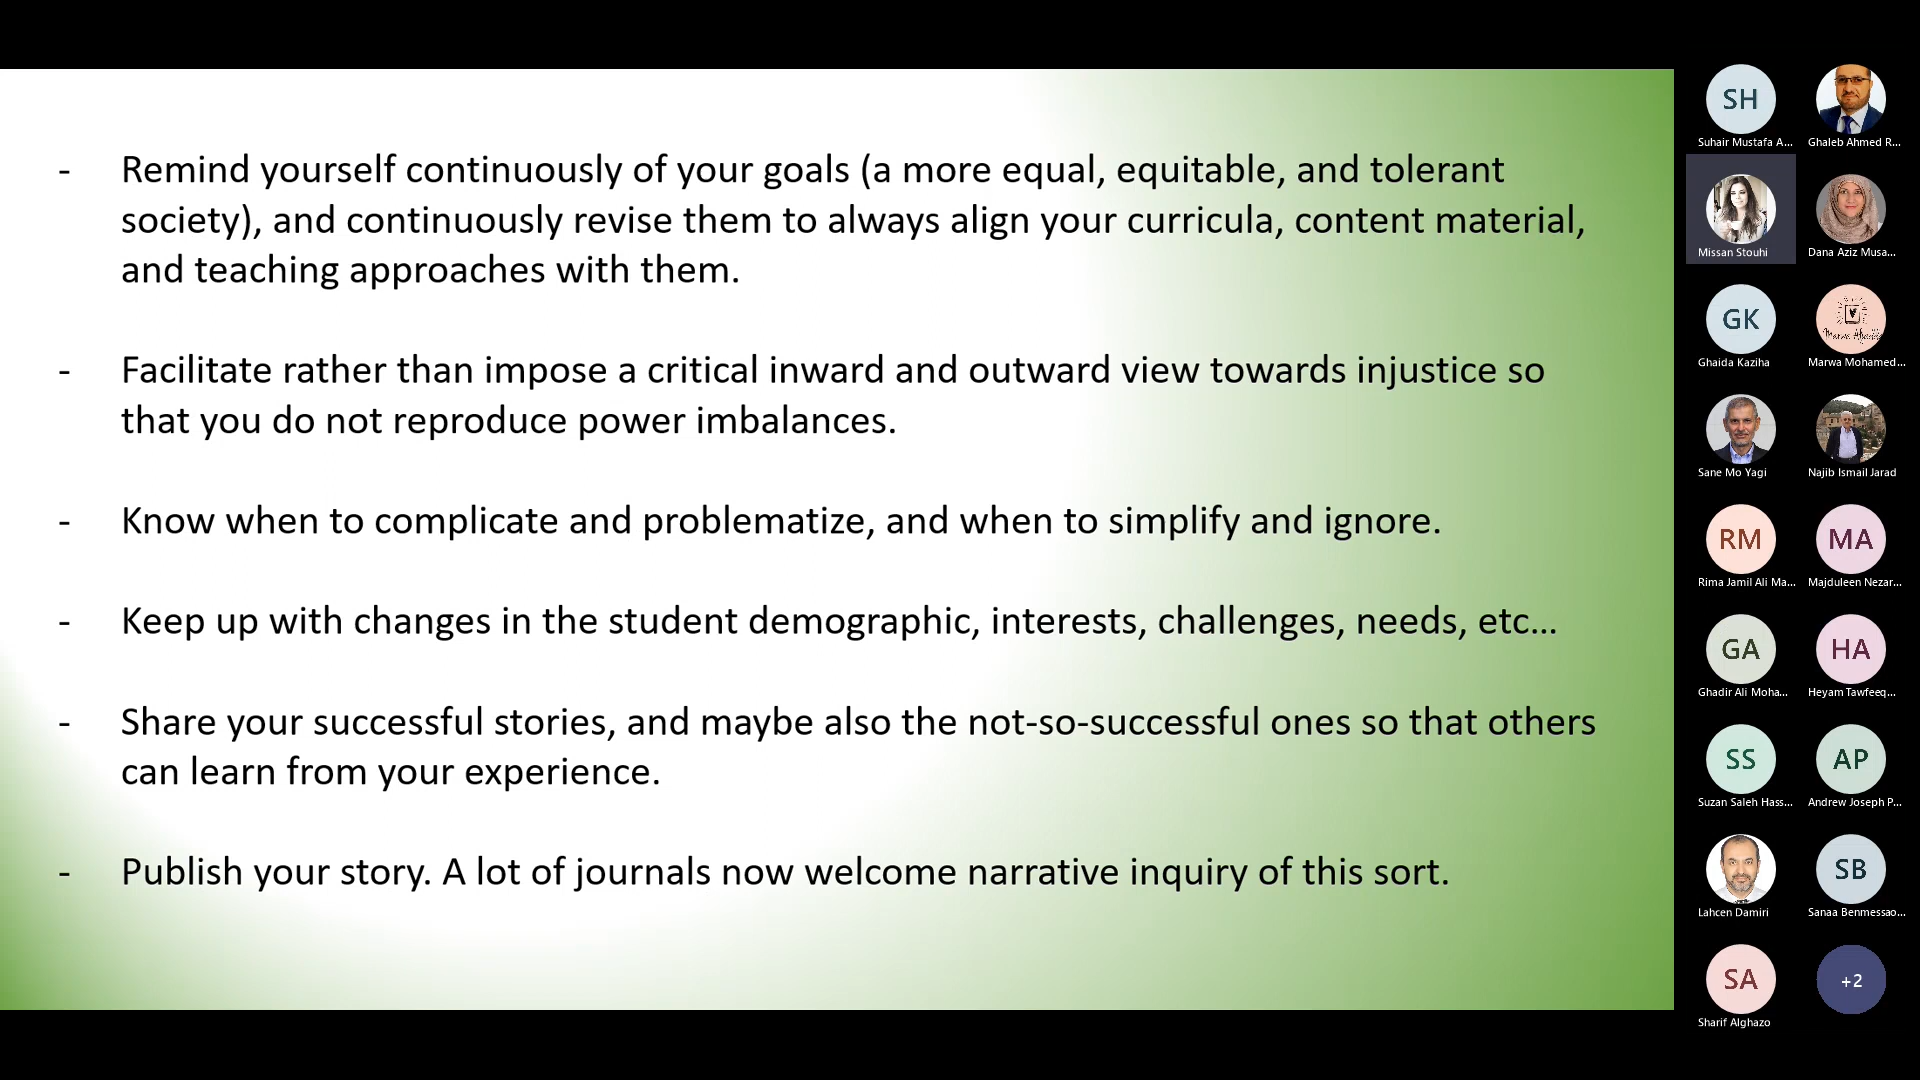 - Remind yourself continuously of your goals (a more equal, equitable, and tolerant
society), and continuously revise them to always align your curricula, content material,
and teaching approaches with them.
- Facilitate rather than impose a critical inward and outward view towards injustice so
that you do not reproduce power imbalances.
- Know when to complicate and problematize, and when to simplify and ignore.
- Keep up with changes in the student demographic, interests, challenges, needs, etc...
- Share your successful stories, and maybe also the not-so-successful ones so that others
can learn from your experience.
- Publish your story. A lot of journals now welcome narrative inquiry of this sort.
SH
Suhair Mustafa A...
Ghaleb Ahmed R...
Missan Stouhi
Dana Aziz Musa...
GK
Ghaida Kaziha
Marwa Mohamed...
Sane Mo Yagi
Najib Ismail Jarad
RM
Rima Jamil Ali Ma...
MA
Majduleen Nezar...
GA
Ghadir Ali Moha...
HA
Heyam Tawfeeq...
SS
Suzan Saleh Hass...
AP
Andrew Joseph P...
Lahcen Damiri
SB
Sanaa Benmessao...
SA
Sharif Alghazo
+2